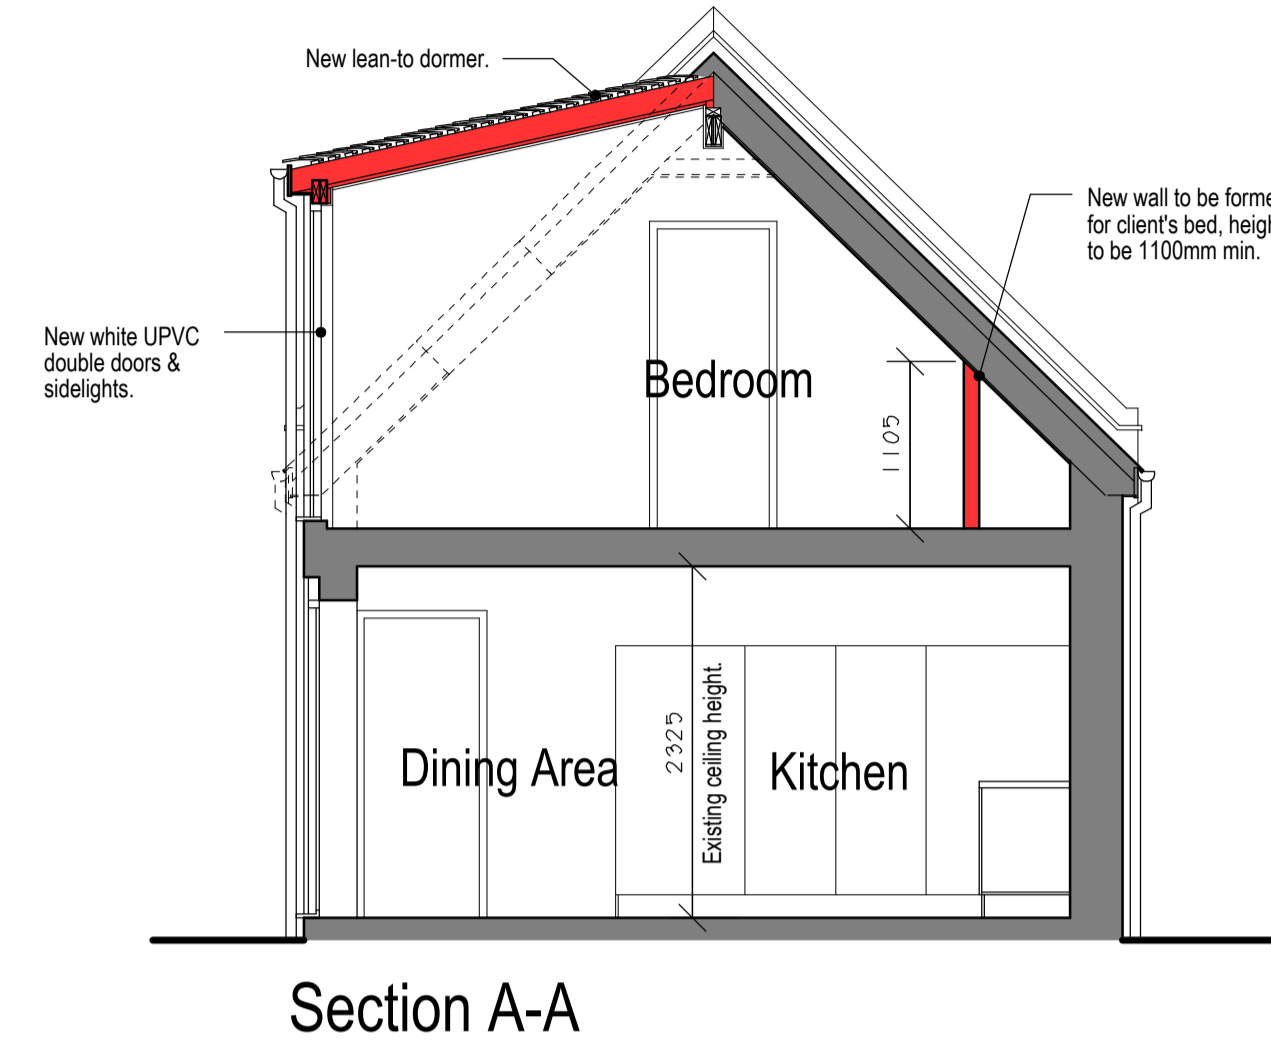 New lean-to dormer.
New wall to be forme
for client's bed, heigh
to be 1100mm min.
New white UPVC
double doors &
sidelights.
Bedroom
1105
2325
Existing ceiling height.
Dining Area
Kitchen
Section A-A